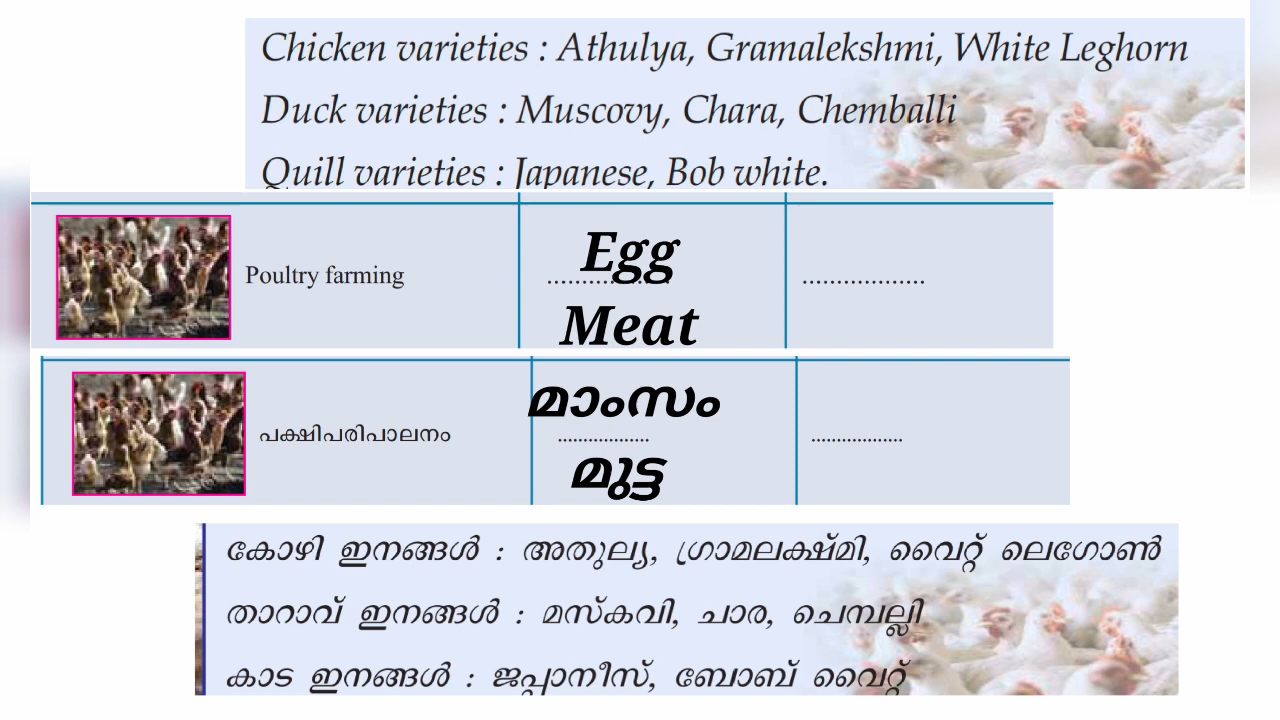 Chicken varieties : Athulya, Gramalekshmi, White Leghorn
Duck varieties : Muscovy, Chara, Chemballi
Quill varieties : Japanese, Bob white.
Poultry farming
Egg
Meat
..................
മാംസം
പക്ഷിപരിപാലനം
മുട്ട
..................
കോഴി ഇനങ്ങൾ : അതുല്യ, ഗ്രാമലക്ഷ്മി, വൈറ്റ് ലെഗോൺ
താറാവ് ഇനങ്ങൾ : മസ്കവി, ചാര, ചെമ്പല്ലി
കാട ഇനങ്ങൾ : ജപ്പാനീസ്, ബോബ് വൈറ്റ്